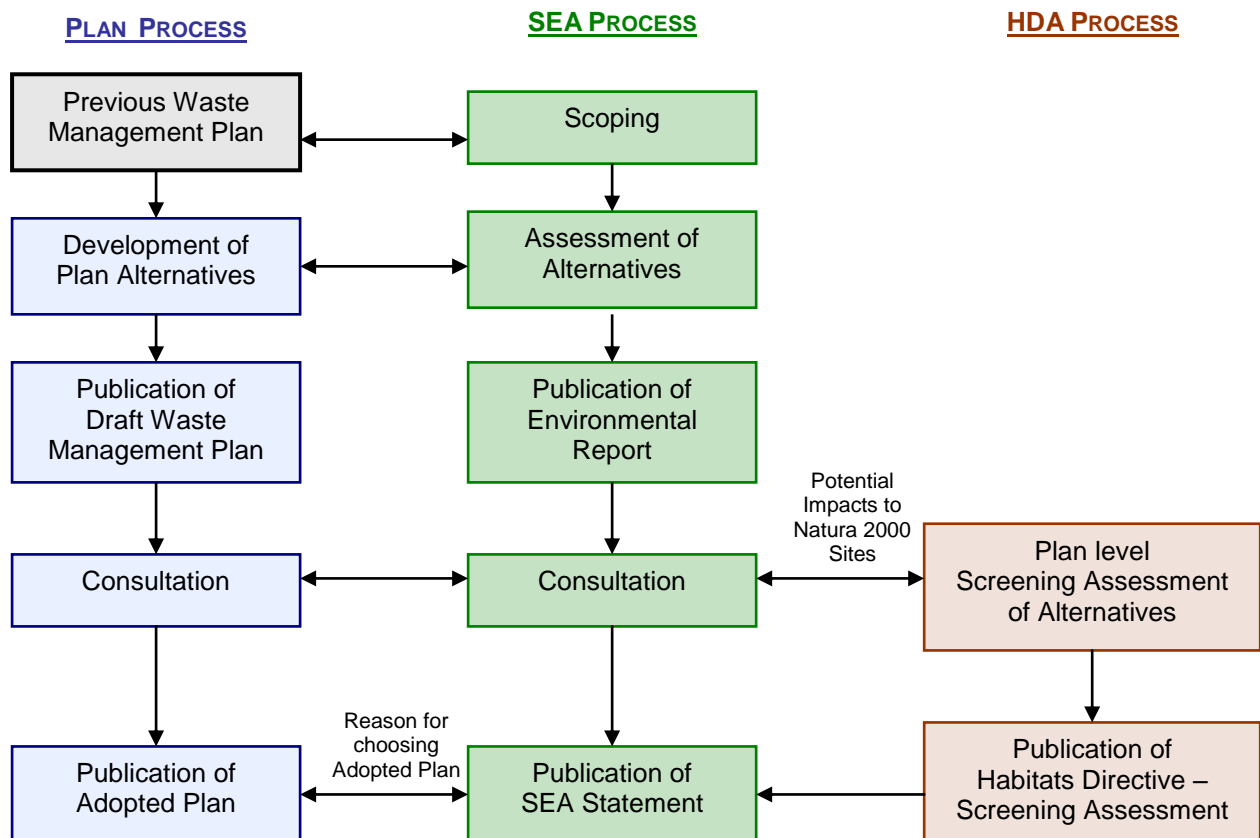 PLAN PROCESS
SEA PROCESS
HDA PROCESS
Previous Waste
Management Plan
Scoping
Development of
Plan Alternatives
Assessment of
Alternatives
Publication of
Draft Waste
Management Plan
Publication of
Environmental
Report
Potential
Impacts to
Natura 2000
Sites
Consultation
Consultation
Plan level
Screening Assessment
of Alternatives
Reason for
choosing
Adopted Plan
Publication of
Adopted Plan
Publication of
SEA Statement
Publication of
Habitats Directive –
Screening Assessment